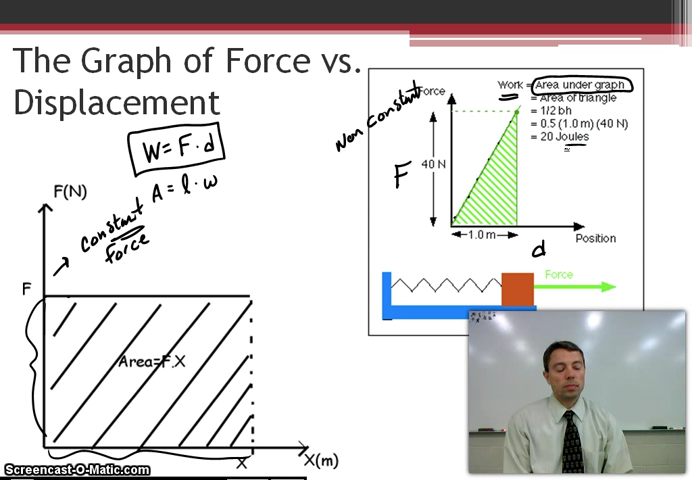 The Graph of Force vs.
Displacement
W = F · d
A = l · w
F(N)
constant
force
F
Area=F.X
X
X(m)
Non Constant
Force
Work = Area under graph
= Area of triangle
= 1/2 bh
= 0.5 (1.0 m) (40 N)
= 20 Joules
F
40 N
1.0 m
Position
d
Force
Screencast-O-Matic.com